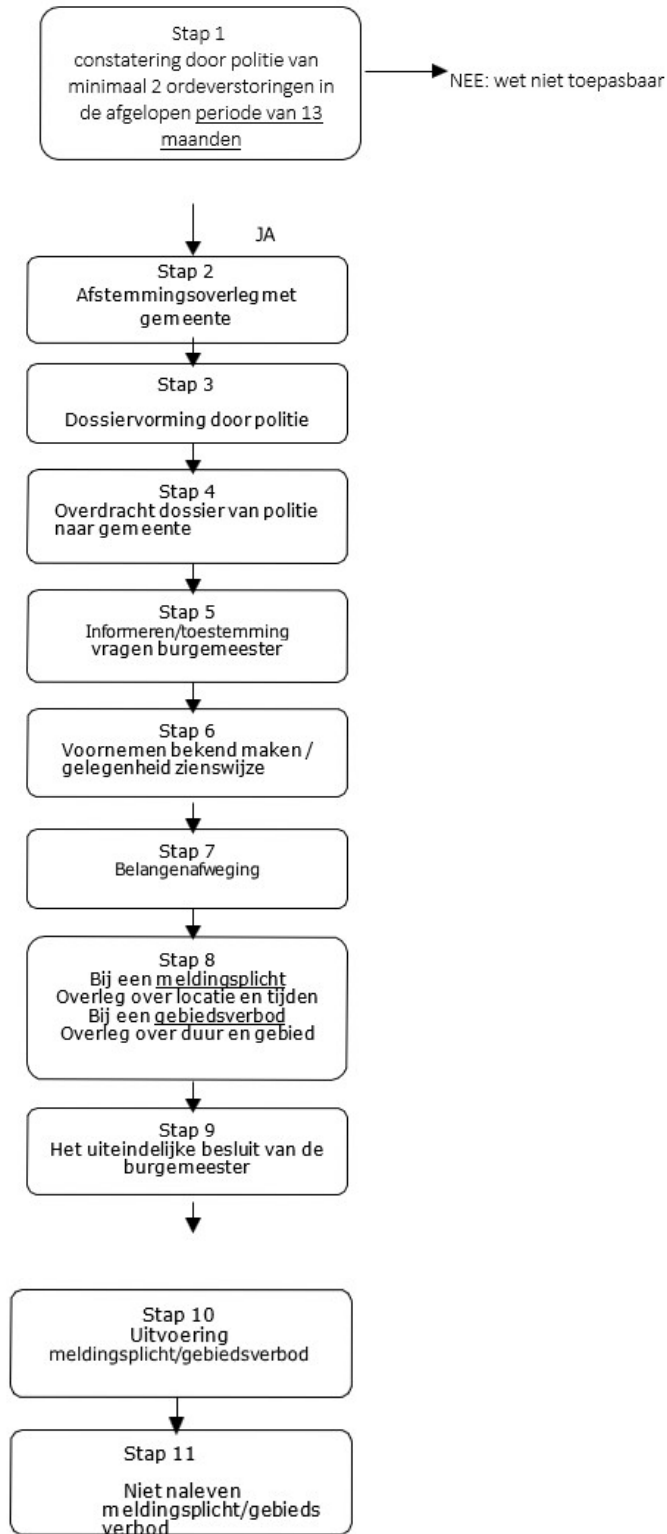 Stap 1
constatering door politie van
minimaal 2 ordeverstoringen in
de afgelopen periode van 13
maanden
NEE: wet niet toepasbaar
JA
Stap 2
Afstemmingsoverleg met
gemeente
Stap 3
Dossiervorming door politie
Stap 4
Overdracht dossier van politie
naar gemeente
Stap 5
Informeren/toestemming
vragen burgemeester
Stap 6
Voornemen bekend maken /
gelegenheid zienswijze
Stap 7
Belangenafweging
Stap 8
Bij een meldingsplicht
Overleg over locatie en tijden
Bij een gebiedsverbod
Overleg over duur en gebied
Stap 9
Het uiteindelijke besluit van de
burgemeester
Stap 10
Uitvoering
meldingsplicht/gebiedsverbod
Stap 11
Niet naleven
meldingsplicht/gebieds
verbod